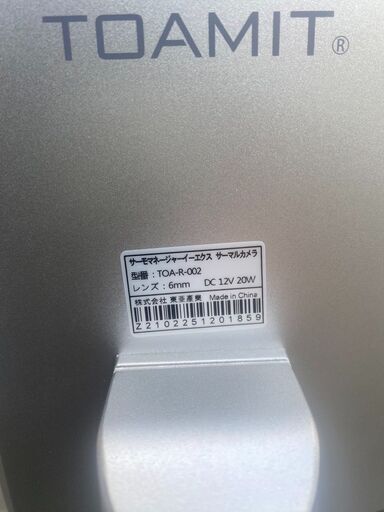 TOAMIT®
サーモマネージャーイーエクス サーマルカメラ
型番：TOA-R-002
レンズ：6mm DC 12V 20W
株式会社 東亜産業 Made in China
Z2102251201859